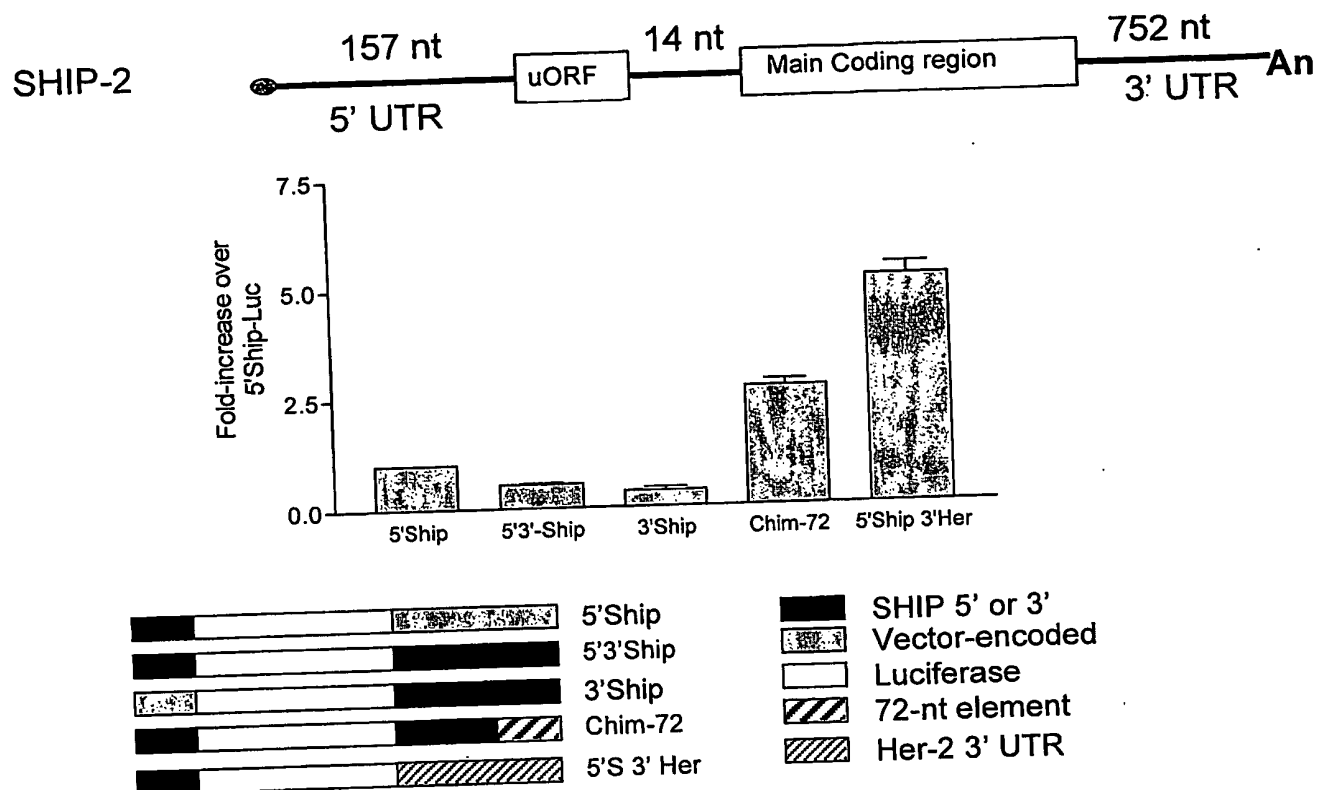 157 nt
14 nt
752 nt
SHIP-2
uORF
Main Coding region
An
5' UTR
3' UTR
Fold-increase over
5'Ship-Luc
7.5
5.0
2.5
0.0
5'Ship
5'3'-Ship
3'Ship
Chim-72
5'Ship 3'Her
5'Ship
5'3'Ship
3'Ship
Chim-72
5'S 3' Her
SHIP 5' or 3'
Vector-encoded
Luciferase
72-nt element
Her-2 3' UTR